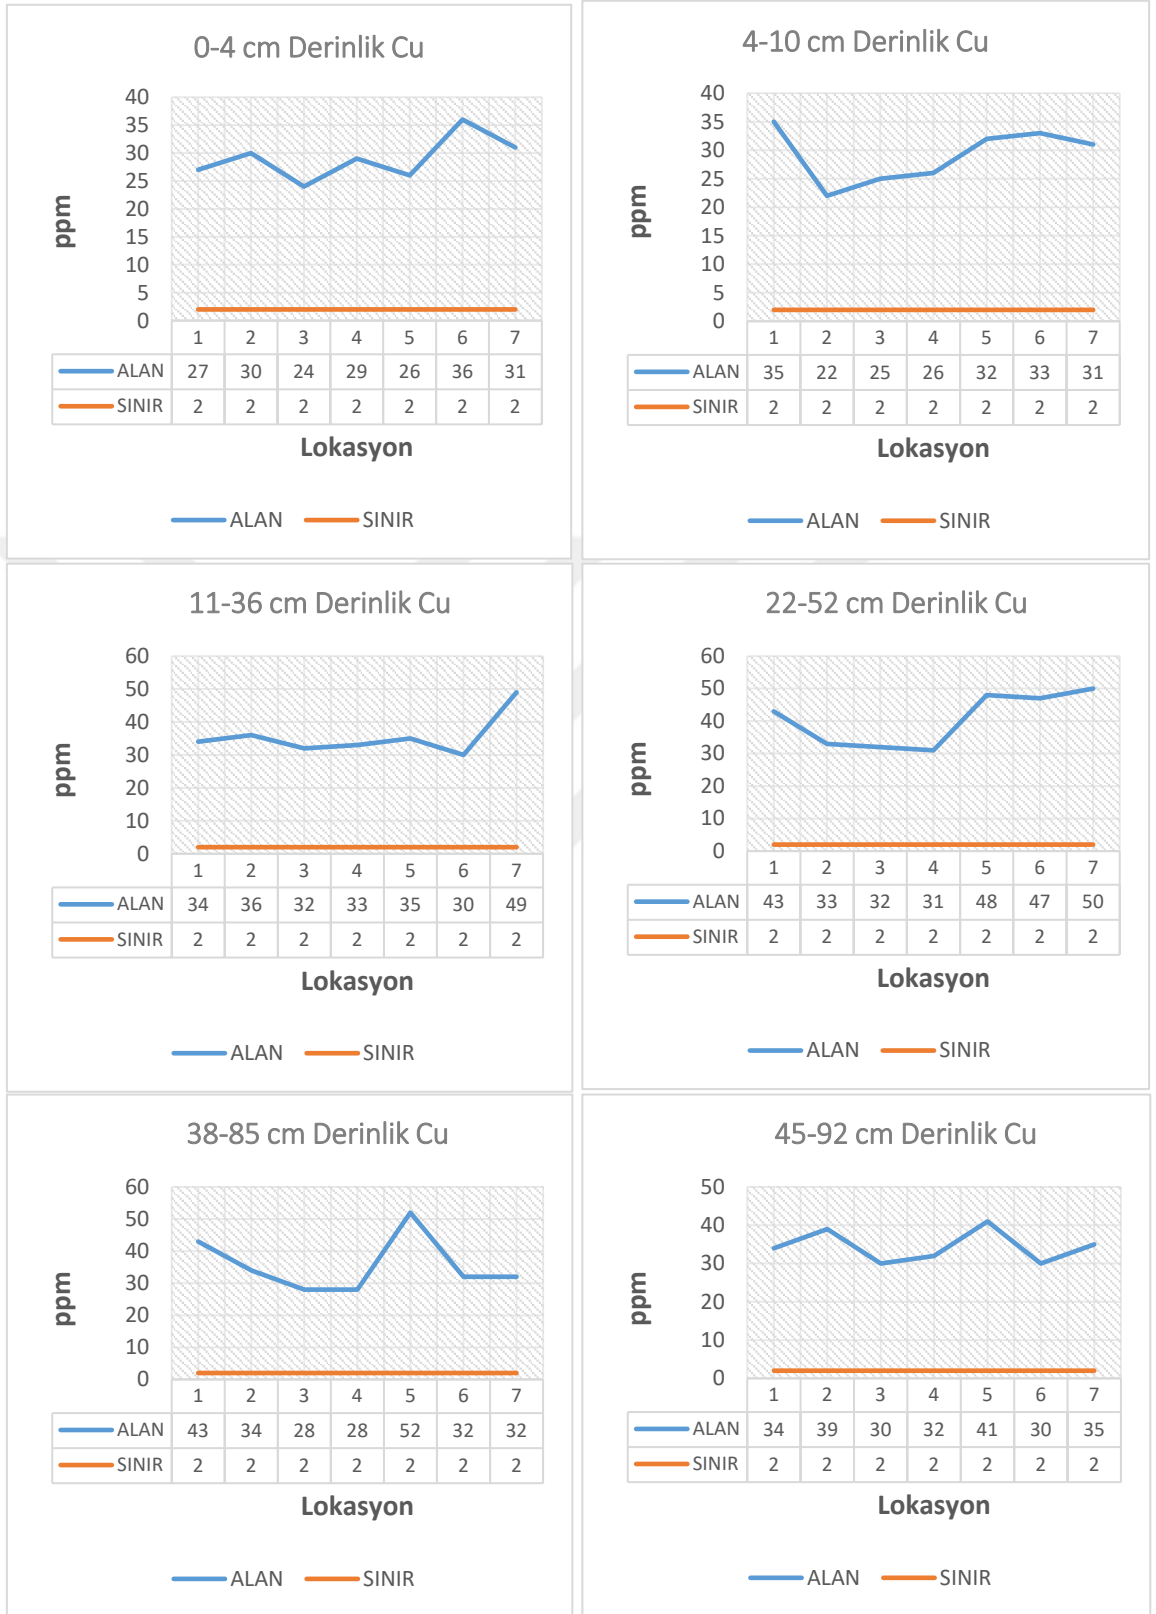 0-4 cm Derinlik Cu
40
35
30
25
20
15
10
5
0
ppm
1 2 3 4 5 6 7
ALAN 27 30 24 29 26 36 31
SINIR 2 2 2 2 2 2 2
Lokasyon
ALAN SINIR
4-10 cm Derinlik Cu
40
35
30
25
20
15
10
5
0
ppm
1 2 3 4 5 6 7
ALAN 35 22 25 26 32 33 31
SINIR 2 2 2 2 2 2 2
Lokasyon
ALAN SINIR
11-36 cm Derinlik Cu
60
50
40
30
20
10
0
ppm
1 2 3 4 5 6 7
ALAN 34 36 32 33 35 30 49
SINIR 2 2 2 2 2 2 2
Lokasyon
ALAN SINIR
22-52 cm Derinlik Cu
60
50
40
30
20
10
0
ppm
1 2 3 4 5 6 7
ALAN 43 33 32 31 48 47 50
SINIR 2 2 2 2 2 2 2
Lokasyon
ALAN SINIR
38-85 cm Derinlik Cu
60
50
40
30
20
10
0
ppm
1 2 3 4 5 6 7
ALAN 43 34 28 28 52 32 32
SINIR 2 2 2 2 2 2 2
Lokasyon
ALAN SINIR
45-92 cm Derinlik Cu
50
40
30
20
10
0
ppm
1 2 3 4 5 6 7
ALAN 34 39 30 32 41 30 35
SINIR 2 2 2 2 2 2 2
Lokasyon
ALAN SINIR